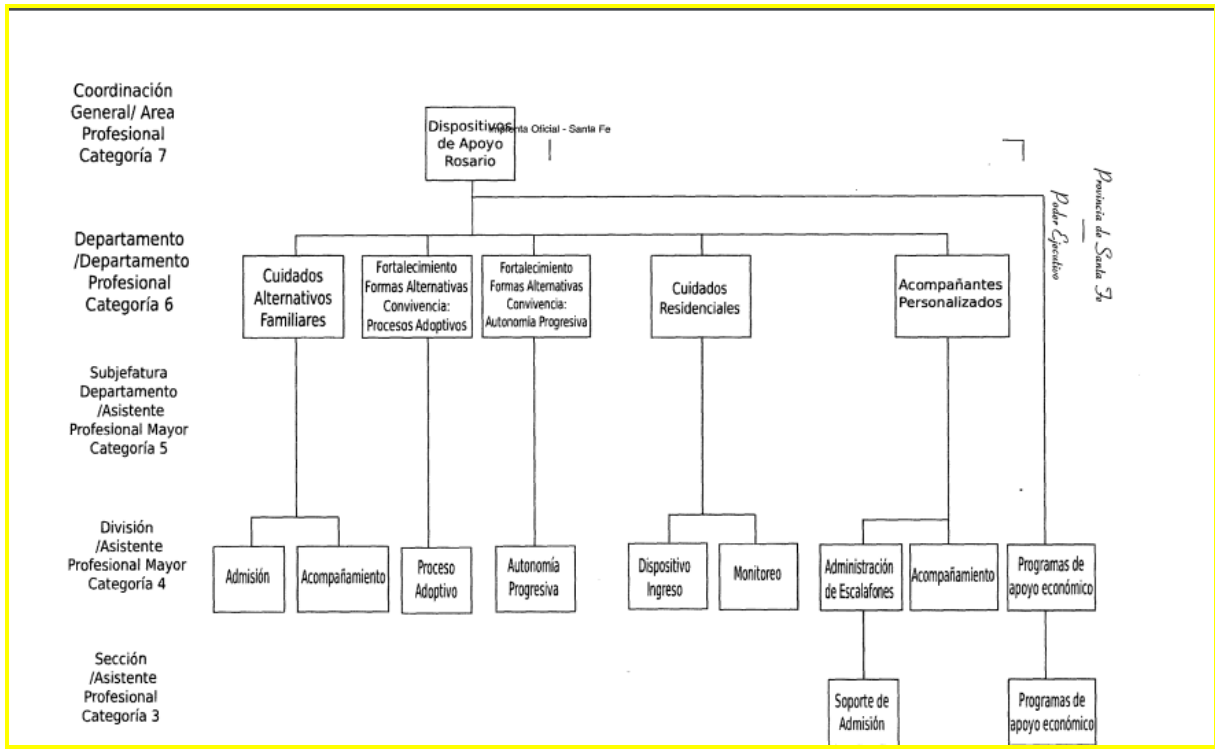 Coordinación
General/ Area
Profesional
Categoría 7
Dispositivos
de Apoyo
Rosario
Imprenta Oficial - Santa Fe
Provincia de Santa Fe
Poder Ejecutivo
Departamento
/Departamento
Profesional
Categoría 6
Cuidados
Alternativos
Familiares
Fortalecimiento
Formas Alternativas
Convivencia:
Procesos Adoptivos
Fortalecimiento
Formas Alternativas
Convivencia:
Autonomía Progresiva
Cuidados
Residenciales
Acompañantes
Personalizados
Subjefatura
Departamento
/Asistente
Profesional Mayor
Categoría 5
División
/Asistente
Profesional Mayor
Categoría 4
Admisión
Acompañamiento
Proceso
Adoptivo
Autonomía
Progresiva
Dispositivo
Ingreso
Monitoreo
Administración
de Escalafones
Acompañamiento
Programas de
apoyo económico
Sección
/Asistente
Profesional
Categoría 3
Soporte de
Admisión
Programas de
apoyo económico